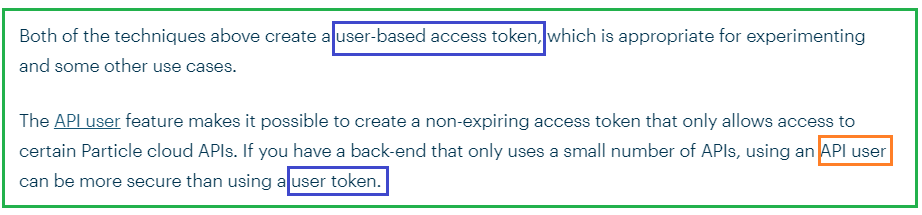 Both of the techniques above create a user-based access token, which is appropriate for experimenting
and some other use cases.
The API user feature makes it possible to create a non-expiring access token that only allows access to
certain Particle cloud APIs. If you have a back-end that only uses a small number of APIs, using an API user
can be more secure than using a user token.